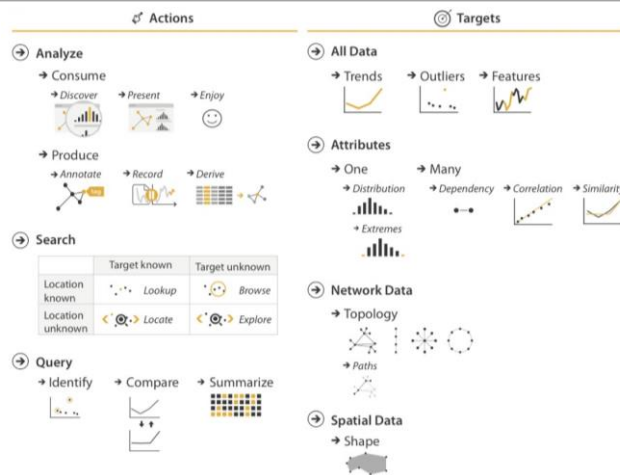 Actions
Analyze
→ Consume
→ Discover → Present → Enjoy
→ Produce
→ Annotate → Record → Derive
tag
Search
Target known Target unknown
Location known
Lookup Browse
Location unknown
Locate Explore
Query
→ Identify → Compare → Summarize
Targets
All Data
→ Trends → Outliers → Features
Attributes
→ One → Many
→ Distribution → Dependency → Correlation → Similarity
→ Extremes
Network Data
→ Topology
→ Paths
Spatial Data
→ Shape